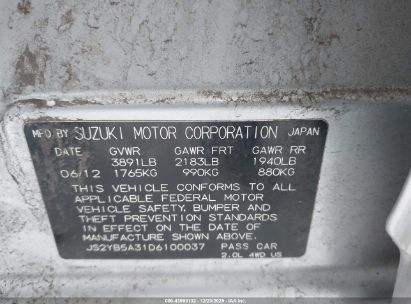 MFD BY SUZUKI MOTOR CORPORATION JAPAN
DATE GVWR GAWR FRT GAWR RR
3891LB 2183LB 1940LB
06/12 1765KG 990KG 880KG
THIS VEHICLE CONFORMS TO ALL
APPLICABLE FEDERAL MOTOR
VEHICLE SAFETY, BUMPER AND
THEFT PREVENTION STANDARDS
IN EFFECT ON THE DATE OF
MANUFACTURE SHOWN ABOVE.
JS2YB5A31D6100037 PASS CAR
2.0L 4WD US